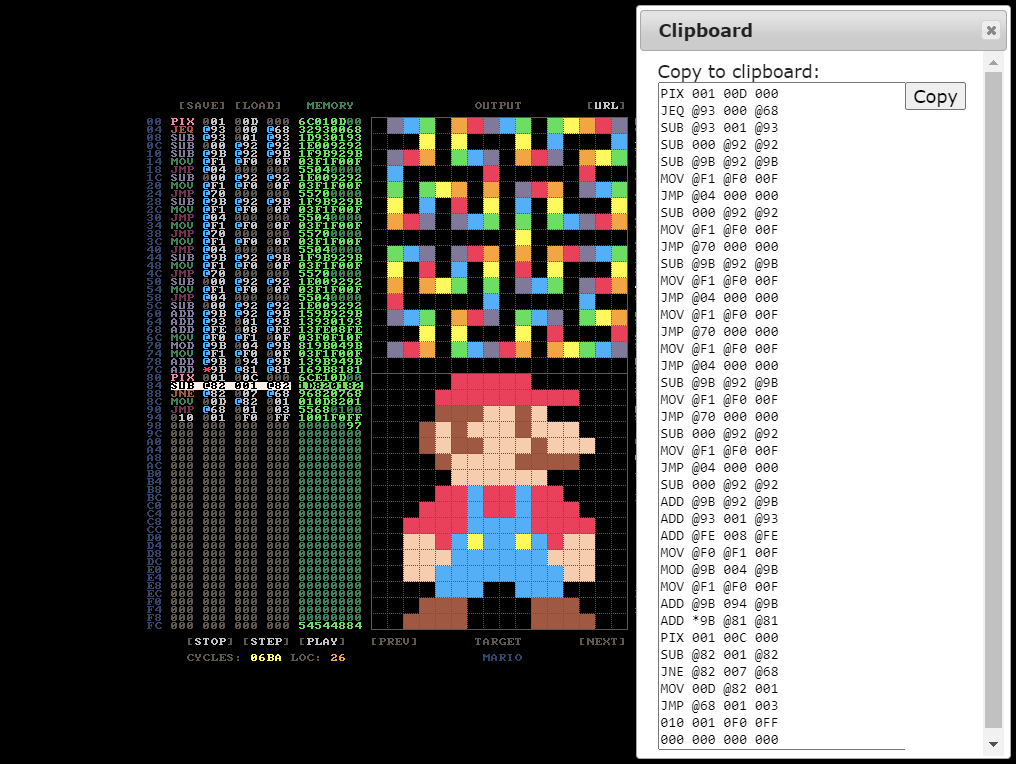 [SAVE] [LOAD] MEMORY OUTPUT [URL]
00 PIX 001 00D 000 6C010D00
04 JEQ @93 000 @68 32930068
08 SUB @93 001 @93 1D930193
0C SUB 000 @92 @92 1E009292
10 SUB @9B @92 @9B 1F9B929B
14 MOV @F1 @F0 00F 03F1F00F
18 JMP @04 000 000 55040000
1C SUB 000 @92 @92 1E009292
20 MOV @F1 @F0 00F 03F1F00F
24 JMP @70 000 000 55700000
28 SUB @9B @92 @9B 1F9B929B
2C MOV @F1 @F0 00F 03F1F00F
30 JMP @04 000 000 55040000
34 MOV @F1 @F0 00F 03F1F00F
38 JMP @70 000 000 55700000
3C MOV @F1 @F0 00F 03F1F00F
40 JMP @04 000 000 55040000
44 SUB @9B @92 @9B 1F9B929B
48 MOV @F1 @F0 00F 03F1F00F
4C JMP @70 000 000 55700000
50 SUB 000 @92 @92 1E009292
54 MOV @F1 @F0 00F 03F1F00F
58 JMP @04 000 000 55040000
5C SUB 000 @92 @92 1E009292
60 ADD @9B @92 @9B 159B929B
64 ADD @93 001 @93 13930193
68 ADD @FE 008 @FE 13FE08FE
6C MOV @F0 @F1 00F 03F0F10F
70 MOD @9B 004 @9B 819B049B
74 MOV @F1 @F0 00F 03F1F00F
78 ADD @9B 094 @9B 139B949B
7C ADD *9B @81 @81 169B8181
80 PIX 001 00C 000 6CE10D00
84 SUB @82 001 @82 1D820182
88 JNE @82 007 @68 96820768
8C MOV 00D @82 001 010D8201
90 JMP @68 001 003 55680100
94 010 001 0F0 0FF 1001F0FF
98 000 000 000 000 00000097
9C 000 000 000 000 00000000
A0 000 000 000 000 00000000
A4 000 000 000 000 00000000
A8 000 000 000 000 00000000
AC 000 000 000 000 00000000
B0 000 000 000 000 00000000
B4 000 000 000 000 00000000
B8 000 000 000 000 00000000
BC 000 000 000 000 00000000
C0 000 000 000 000 00000000
C4 000 000 000 000 00000000
C8 000 000 000 000 00000000
CC 000 000 000 000 00000000
D0 000 000 000 000 00000000
D4 000 000 000 000 00000000
D8 000 000 000 000 00000000
DC 000 000 000 000 00000000
E0 000 000 000 000 00000000
E4 000 000 000 000 00000000
E8 000 000 000 000 00000000
EC 000 000 000 000 00000000
F0 000 000 000 000 00000000
F4 000 000 000 000 00000000
F8 000 000 000 000 00000000
FC 000 000 000 000 54544884
[STOP] [STEP] [PLAY] [PREV] TARGET [NEXT]
CYCLES: 06BA LOC: 26 MARIO
Clipboard
Copy to clipboard:
Copy
PIX 001 00D 000
JEQ @93 000 @68
SUB @93 001 @93
SUB 000 @92 @92
SUB @9B @92 @9B
MOV @F1 @F0 00F
JMP @04 000 000
SUB 000 @92 @92
MOV @F1 @F0 00F
JMP @70 000 000
SUB @9B @92 @9B
MOV @F1 @F0 00F
JMP @04 000 000
MOV @F1 @F0 00F
JMP @70 000 000
MOV @F1 @F0 00F
JMP @04 000 000
SUB @9B @92 @9B
MOV @F1 @F0 00F
JMP @70 000 000
SUB 000 @92 @92
MOV @F1 @F0 00F
JMP @04 000 000
SUB 000 @92 @92
ADD @9B @92 @9B
ADD @93 001 @93
ADD @FE 008 @FE
MOV @F0 @F1 00F
MOD @9B 004 @9B
MOV @F1 @F0 00F
ADD @9B 094 @9B
ADD *9B @81 @81
PIX 001 00C 000
SUB @82 001 @82
JNE @82 007 @68
MOV 00D @82 001
JMP @68 001 003
010 001 0F0 0FF
000 000 000 000